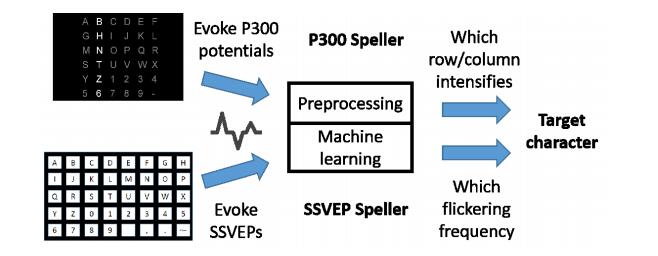 A B C D E F
G H I J K L
M N O P Q R
S T U V W X
Y Z 1 2 3 4
5 6 7 8 9 -
Evoke P300
potentials
P300 Speller
Which
row/column
intensifies
Preprocessing
Machine
learning
Target
character
A B C D E F G H
I J K L M N O P
Q R S T U V W X
Y Z 0 1 2 3 4 5
6 7 8 9
Evoke
SSVEPs
SSVEP Speller
Which
flickering
frequency